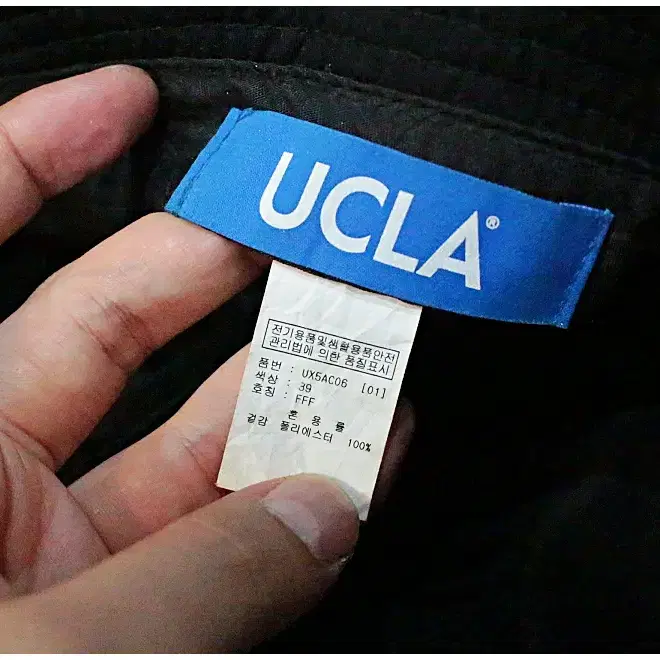 UCLA®
전기용품및생활용품안전
관리법에 의한 품질표시
품번 : UX5AC06 [01]
색상 : 39
호칭 : FFF
혼 용 률
겉감 폴리에스터 100%